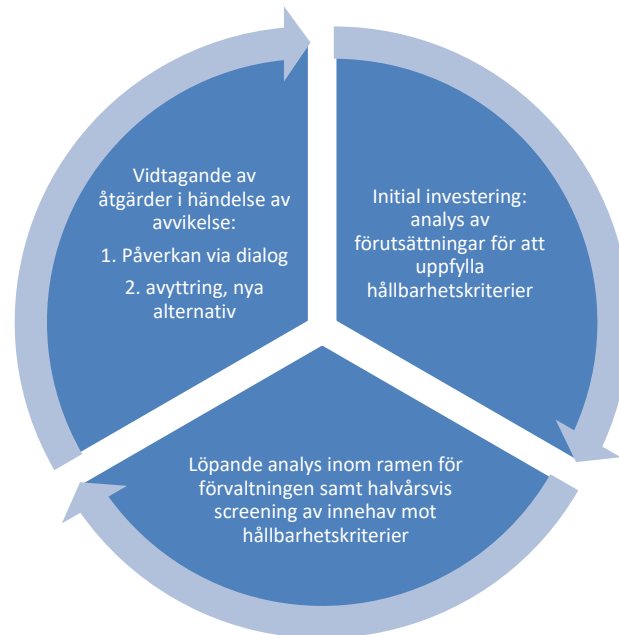 Vidtagande av
åtgärder i händelse av
avvikelse:
1. Påverkan via dialog
2. avyttring, nya
alternativ
Initial investering:
analys av
förutsättningar för att
uppfylla
hållbarhetskriterier
Löpande analys inom ramen för
förvaltningen samt halvårsvis
screening av innehav mot
hållbarhetskriterier